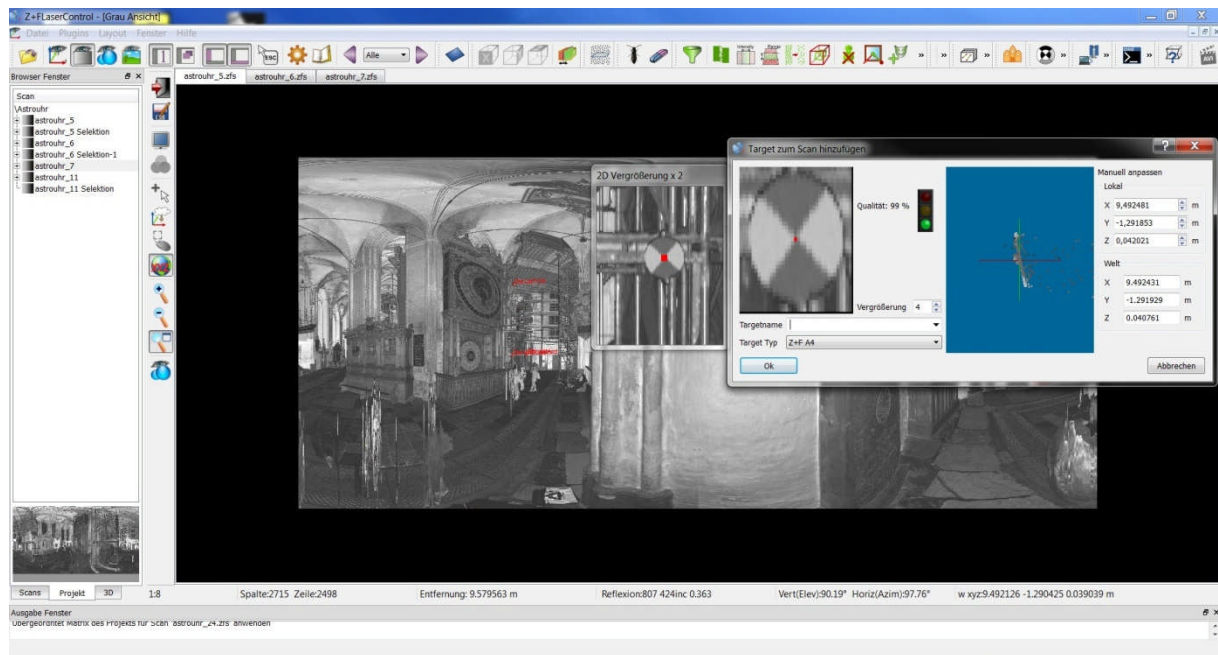 Z+FLaserControl - [Grau Ansicht]
Datei Plugins Layout Fenster Hilfe
esc
Alle
Intensity
Range
AVI
Browser Fenster
astrouhr_5.zfs astrouhr_6.zfs astrouhr_7.zfs
Scan
\Astrouhr
astrouhr_5
astrouhr_5 Selektion
astrouhr_6
astrouhr_6 Selektion-1
astrouhr_7
astrouhr_11
astrouhr_11 Selektion
2D Vergrößerung x 2
Target zum Scan hinzufügen
Qualität: 99 %
Vergrößerung 4
Targetname
Target Typ Z+F A4
Ok
Manuell anpassen
Lokal
X 9,492481 m
Y -1,291853 m
Z 0,042021 m
Welt
X 9.492431 m
Y -1.291929 m
Z 0.040761 m
Abbrechen
Scans Projekt 3D
1:8 Spalte:2715 Zeile:2498 Entfernung: 9.579563 m Reflexion:807 424inc 0.363 Vert(Elev):90.19° Horiz(Azim):97.76° w xyz:9.492126 -1.290425 0.039039 m
Ausgabe Fenster
Übergeordnet Matrix des Projekts für Scan 'astrouhr_24.zfs' anwenden